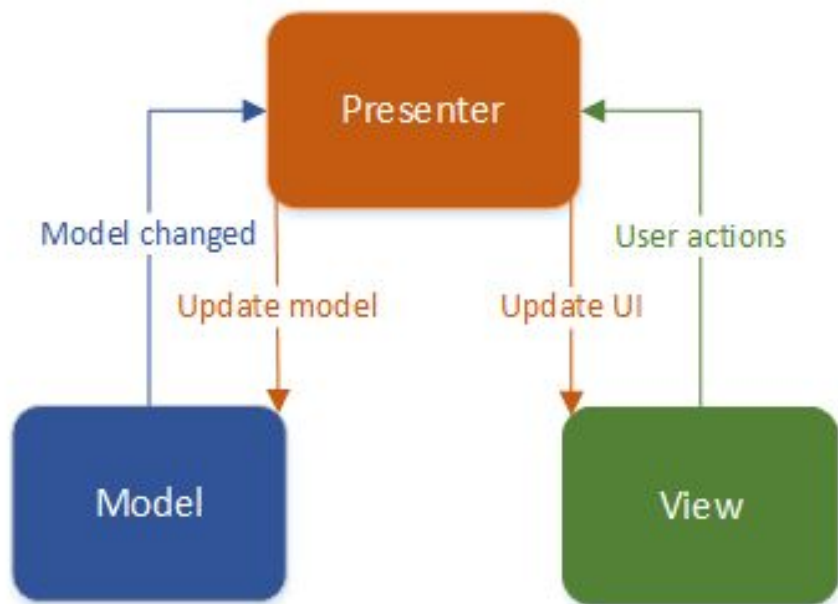 Presenter
Model changed
User actions
Update model
Update UI
Model
View